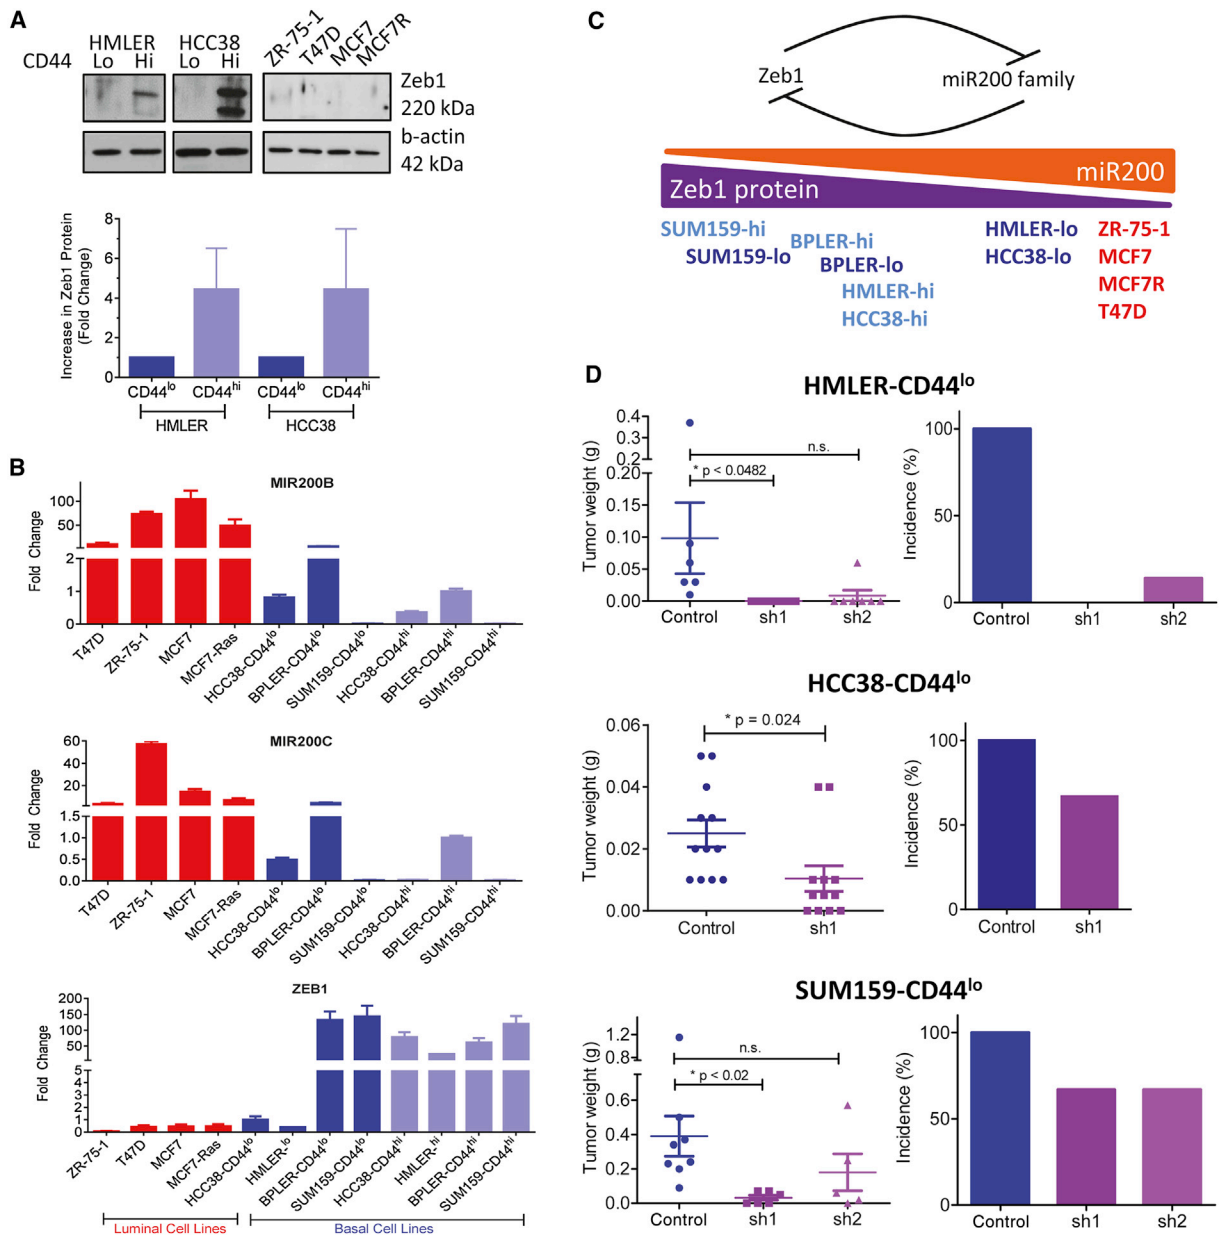 A
HMLER HCC38
CD44 Lo Hi Lo Hi
ZR-75-1
T47D
MCF7
MCF7R
Zeb1
220 kDa
b-actin
42 kDa
Increase in Zeb1 Protein
(Fold Change)
8
6
4
2
0
CD44lo CD44hi CD44lo CD44hi
HMLER HCC38
B
MIR200B
Fold Change
100
50
2
1
0
T47D
ZR-75-1
MCF7
MCF7-Ras
HCC38-CD44lo
BPLER-CD44lo
SUM159-CD44lo
HCC38-CD44hi
BPLER-CD44hi
SUM159-CD44hi
MIR200C
Fold Change
60
40
20
1.5
1.0
0.5
0.0
T47D
ZR-75-1
MCF7
MCF7-Ras
HCC38-CD44lo
BPLER-CD44lo
SUM159-CD44lo
HCC38-CD44hi
BPLER-CD44hi
SUM159-CD44hi
ZEB1
Fold Change
200
150
100
50
5
4
3
2
1
0
ZR-75-1
T47D
MCF7
MCF7-Ras
HCC38-CD44lo
HMLER-lo
BPLER-CD44lo
SUM159-CD44lo
HCC38-CD44hi
HMLER-hi
BPLER-CD44hi
SUM159-CD44hi
Luminal Cell Lines Basal Cell Lines
C
Zeb1 miR200 family
miR200
Zeb1 protein
SUM159-hi
SUM159-lo
BPLER-hi
BPLER-lo
HMLER-hi
HCC38-hi
HMLER-lo
HCC38-lo
ZR-75-1
MCF7
MCF7R
T47D
D
HMLER-CD44lo
Tumor weight (g)
0.4
0.3
0.2
0.20
0.15
0.10
0.05
0.00
n.s.
* p < 0.0482
Control sh1 sh2
Incidence (%)
100
50
0
Control sh1 sh2
HCC38-CD44lo
Tumor weight (g)
0.06
0.04
0.02
0.00
* p = 0.024
Control sh1
Incidence (%)
100
50
0
Control sh1
SUM159-CD44lo
Tumor weight (g)
1.2
0.8
0.6
0.4
0.2
0.0
n.s.
* p < 0.02
Control sh1 sh2
Incidence (%)
100
50
0
Control sh1 sh2